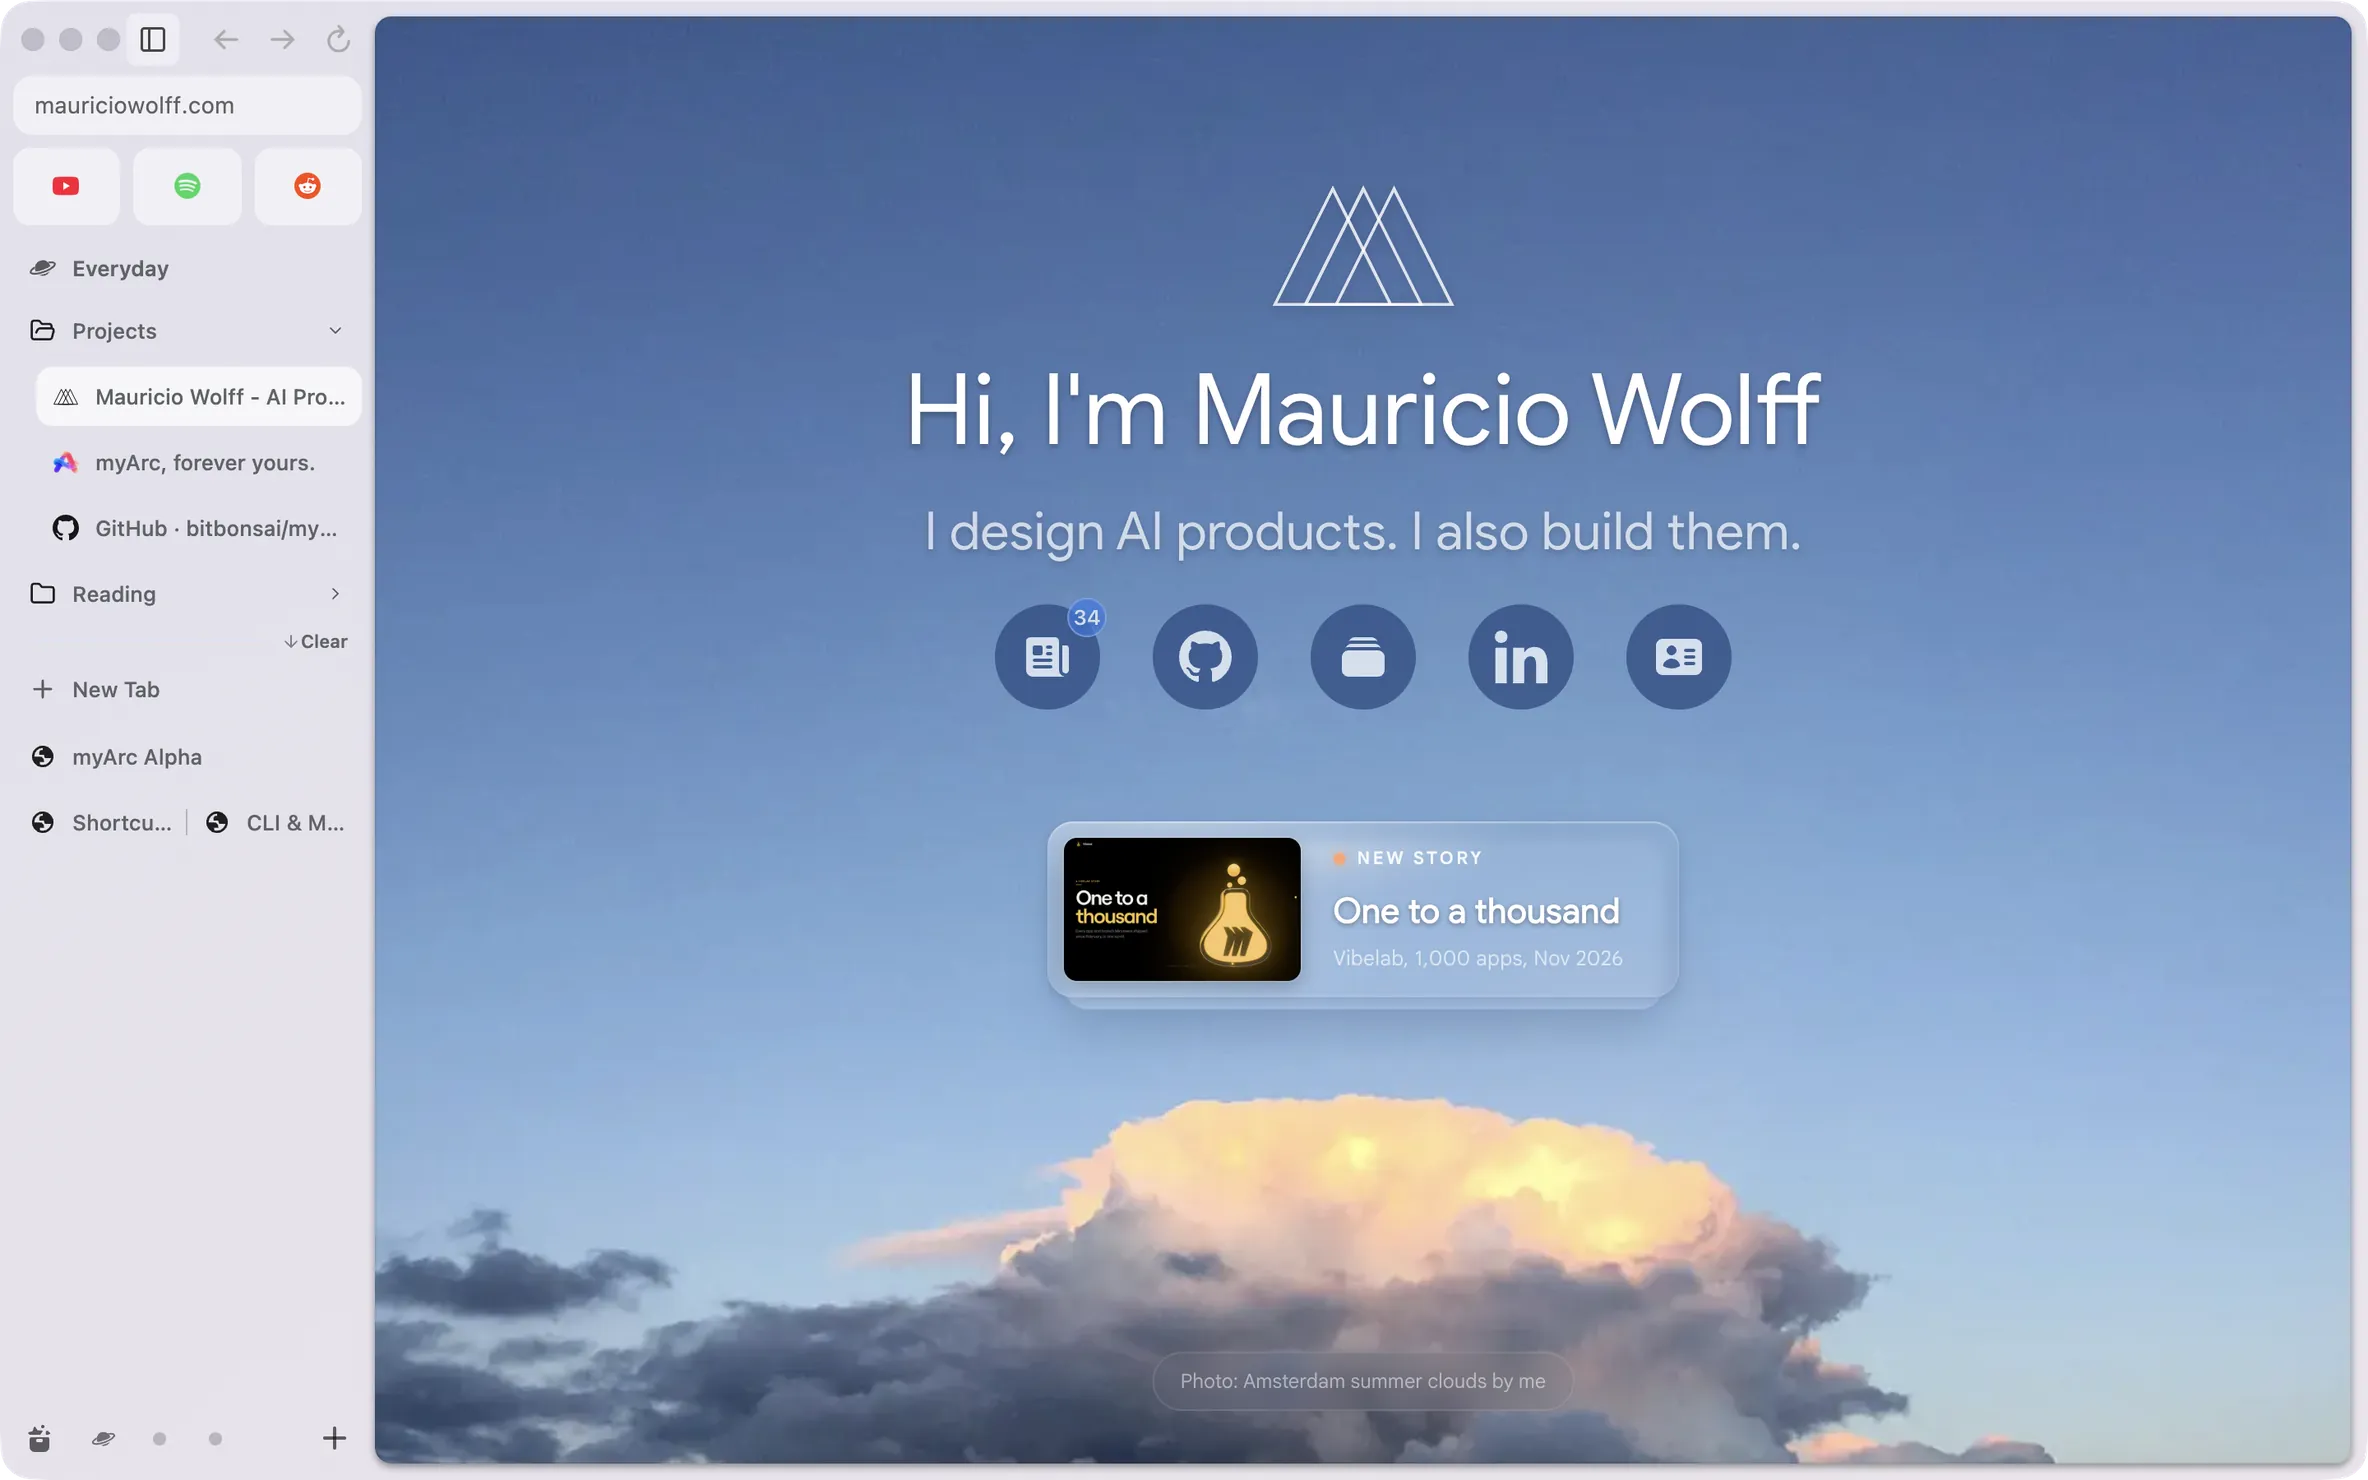 mauriciowolff.com
Everyday
Projects
Mauricio Wolff - AI Pro...
myArc, forever yours.
GitHub · bitbonsai/my...
Reading
Clear
New Tab
myArc Alpha
Shortcu...
CLI & M...
Hi, I'm Mauricio Wolff
I design AI products. I also build them.
34
in
One to a
thousand
NEW STORY
One to a thousand
Vibelab, 1,000 apps, Nov 2026
Photo: Amsterdam summer clouds by me